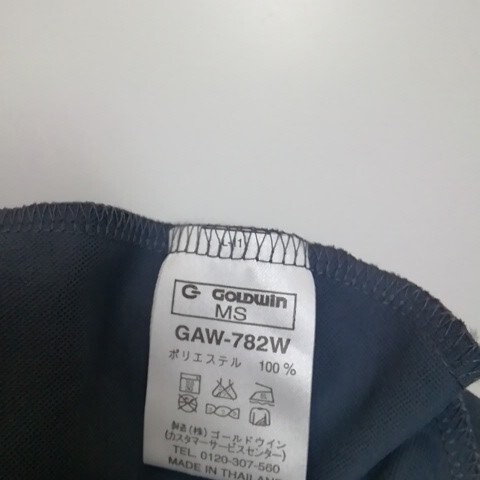 GOLDWIN
MS
GAW-782W
ポリエステル 100%
製造(株)ゴールドウイン
(カスタマーサービスセンター)
TEL. 0120-307-560
MADE IN THAILAND